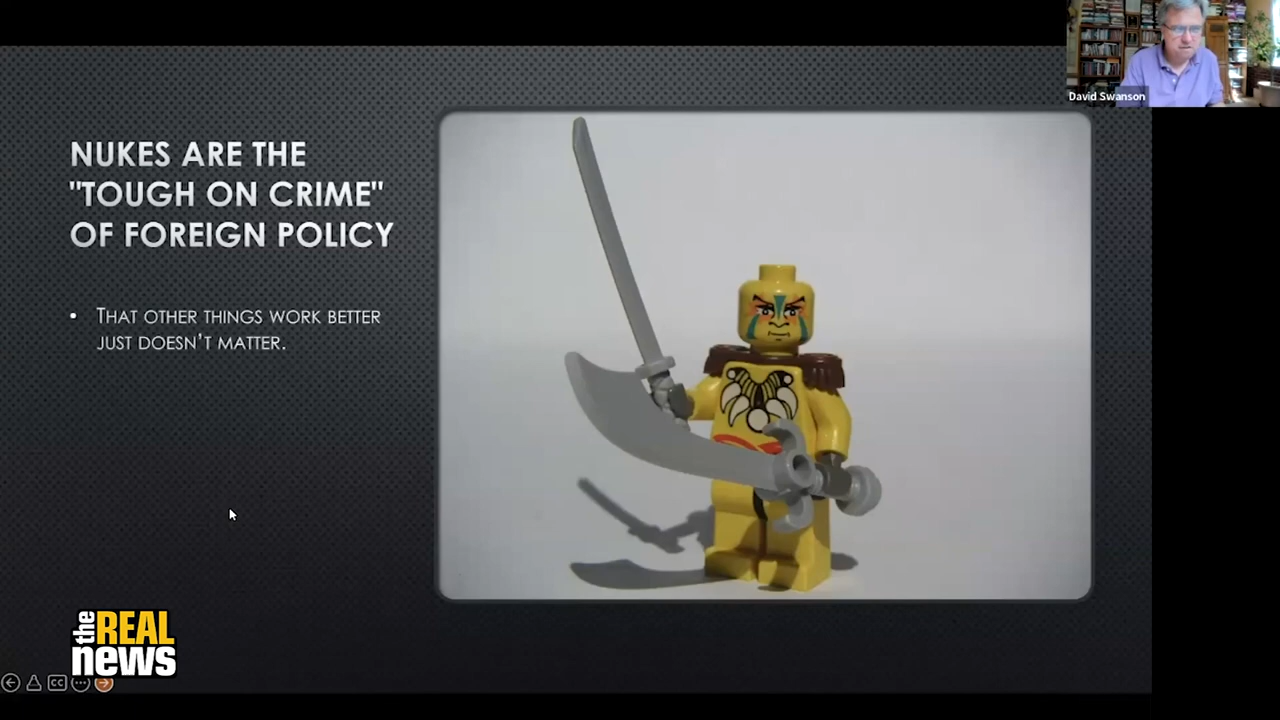 David Swanson
NUKES ARE THE
"TOUGH ON CRIME"
OF FOREIGN POLICY
• THAT OTHER THINGS WORK BETTER
JUST DOESN'T MATTER.
the REAL
news
CC